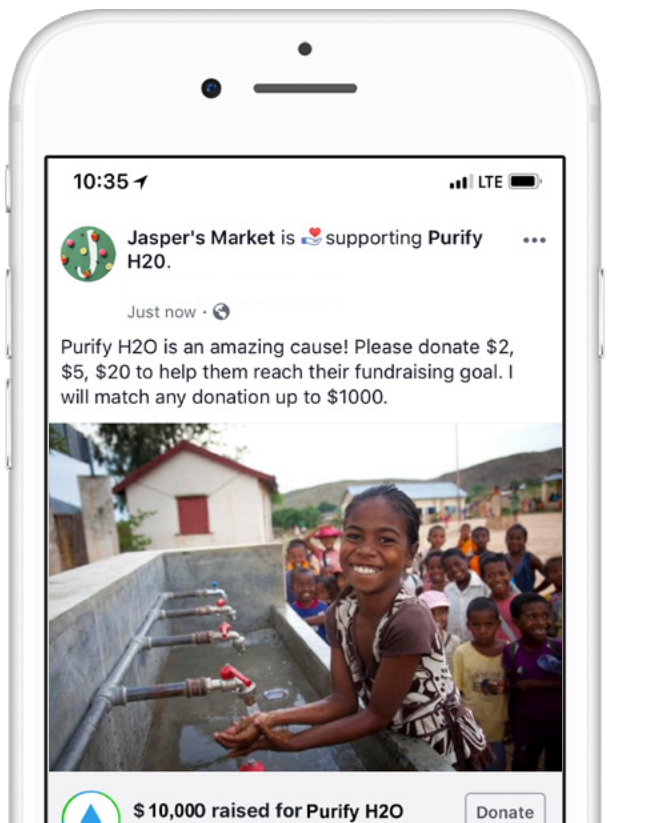 10:35 LTE
Jasper's Market is supporting Purify
H20.
Just now ·
Purify H2O is an amazing cause! Please donate $2,
$5, $20 to help them reach their fundraising goal. I
will match any donation up to $1000.
$10,000 raised for Purify H2O Donate